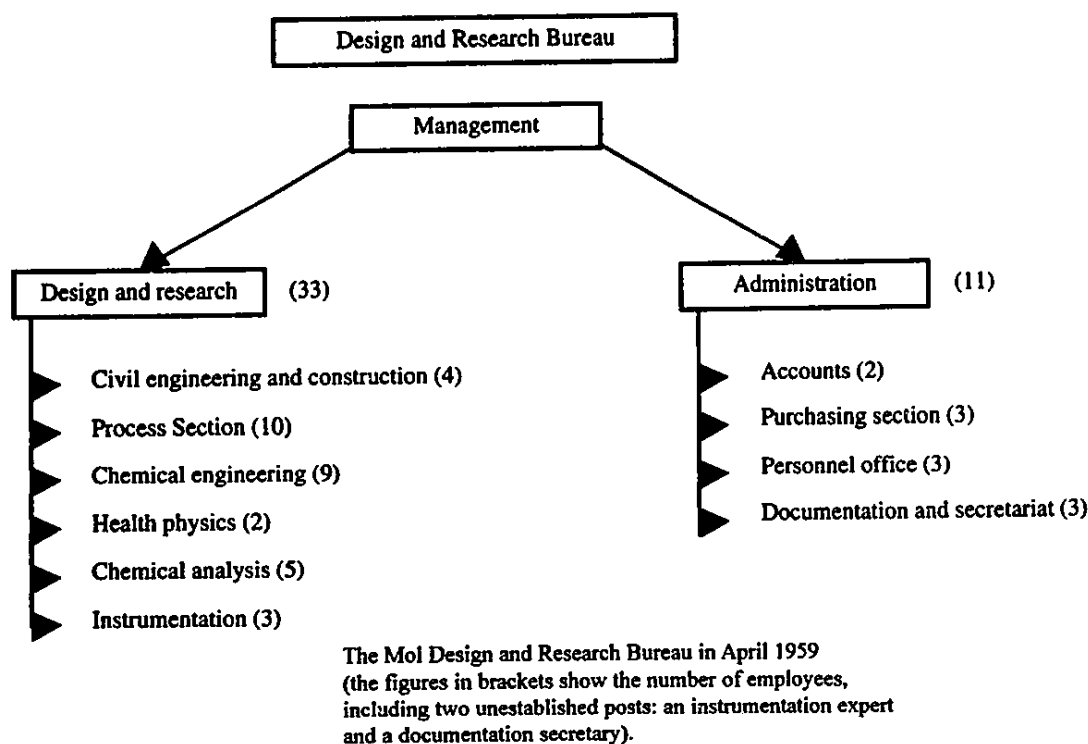 Design and Research Bureau
Management
Design and research (33)
Administration (11)
Civil engineering and construction (4)
Process Section (10)
Chemical engineering (9)
Health physics (2)
Chemical analysis (5)
Instrumentation (3)
Accounts (2)
Purchasing section (3)
Personnel office (3)
Documentation and secretariat (3)
The Mol Design and Research Bureau in April 1959
(the figures in brackets show the number of employees,
including two unestablished posts: an instrumentation expert
and a documentation secretary).